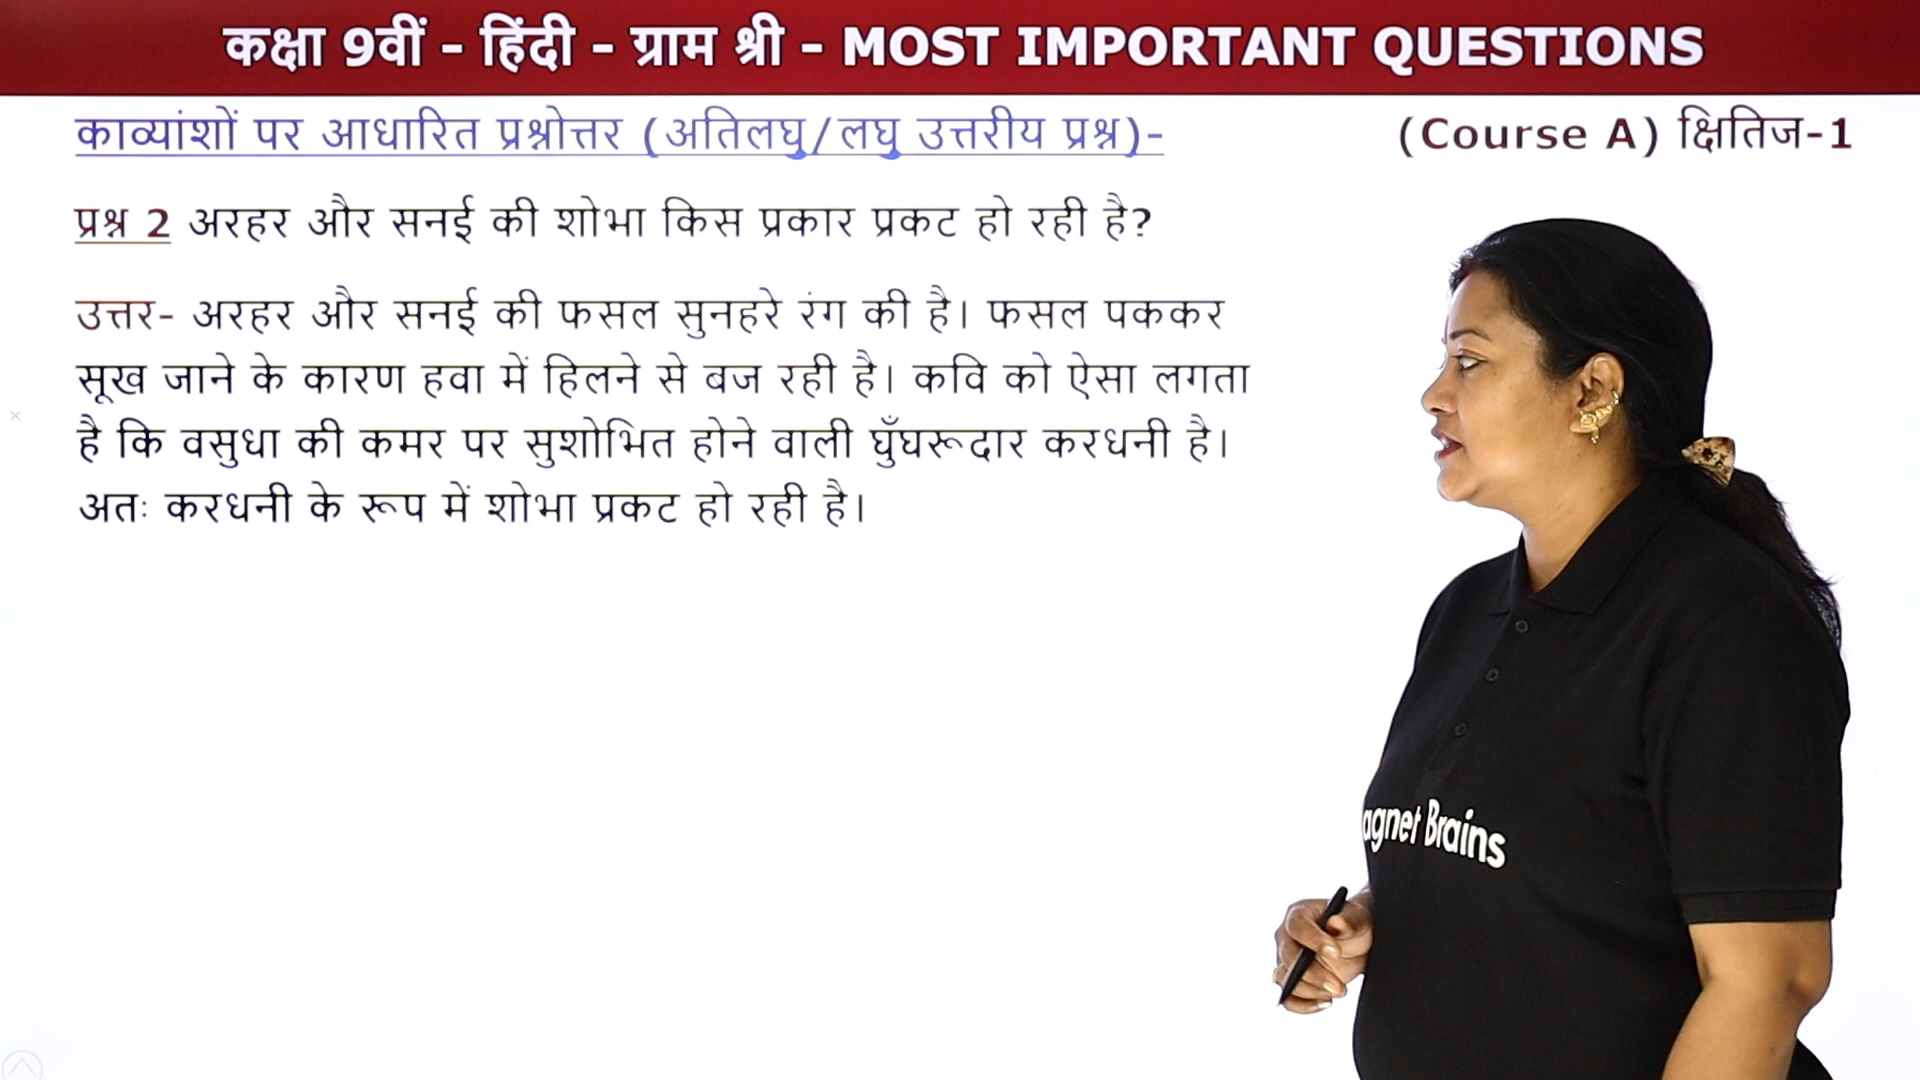 कक्षा 9वीं - हिंदी - ग्राम श्री - MOST IMPORTANT QUESTIONS
काव्यांशों पर आधारित प्रश्नोत्तर (अतिलघु/लघु उत्तरीय प्रश्न)-
(Course A) क्षितिज-1
प्रश्न 2 अरहर और सनई की शोभा किस प्रकार प्रकट हो रही है?
उत्तर- अरहर और सनई की फसल सुनहरे रंग की है। फसल पककर
सूख जाने के कारण हवा में हिलने से बज रही है। कवि को ऐसा लगता
है कि वसुधा की कमर पर सुशोभित होने वाली घुँघरूदार करधनी है।
अतः करधनी के रूप में शोभा प्रकट हो रही है।
agnet Brains